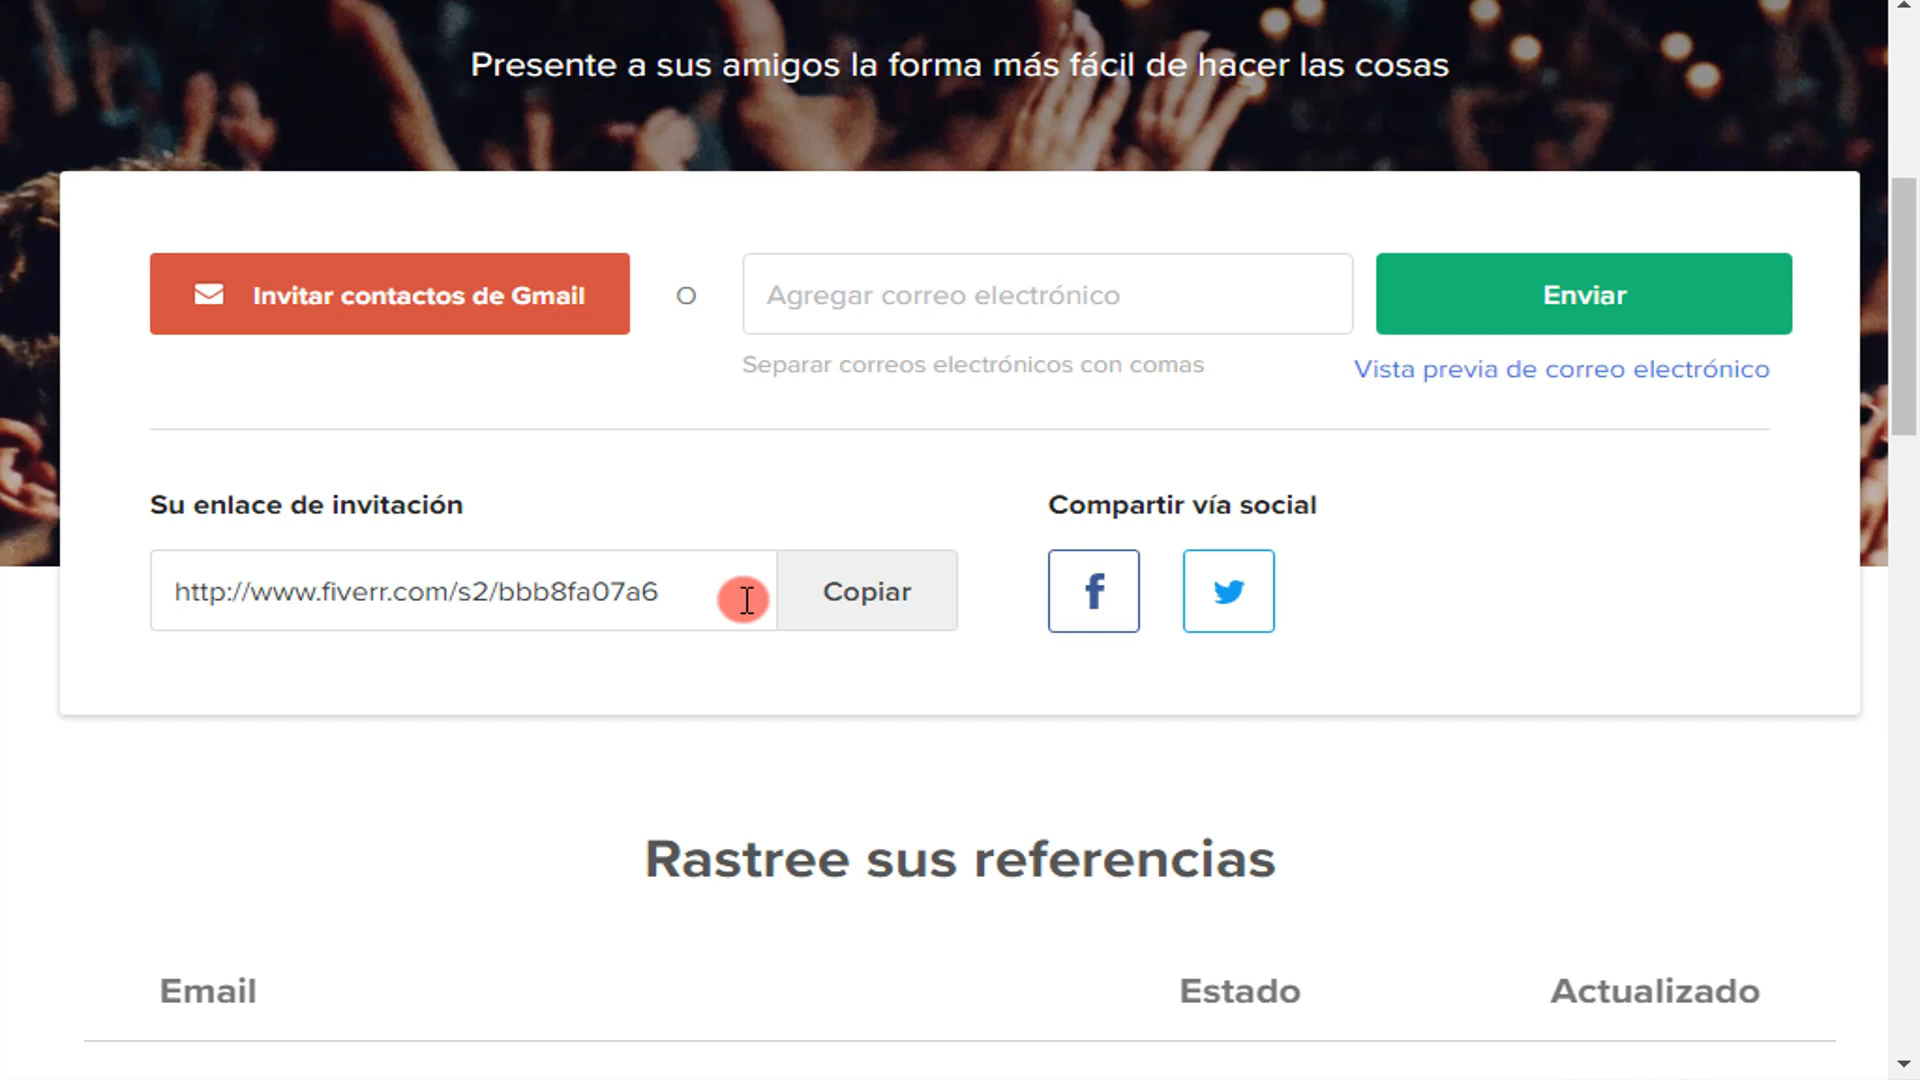 Presente a sus amigos la forma más fácil de hacer las cosas
Invitar contactos de Gmail
O
Agregar correo electrónico
Enviar
Separar correos electrónicos con comas
Vista previa de correo electrónico
Su enlace de invitación
Compartir vía social
http://www.fiverr.com/s2/bbb8fa07a6
Copiar
Rastree sus referencias
Email
Estado
Actualizado